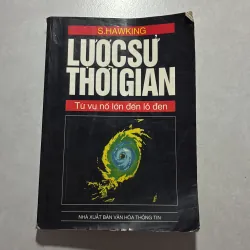 S.HAWKING
LƯỢC SỬ
THỜI GIAN
Từ vụ nổ lớn đến lỗ đen
NHÀ XUẤT BẢN VĂN HÓA THÔNG TIN